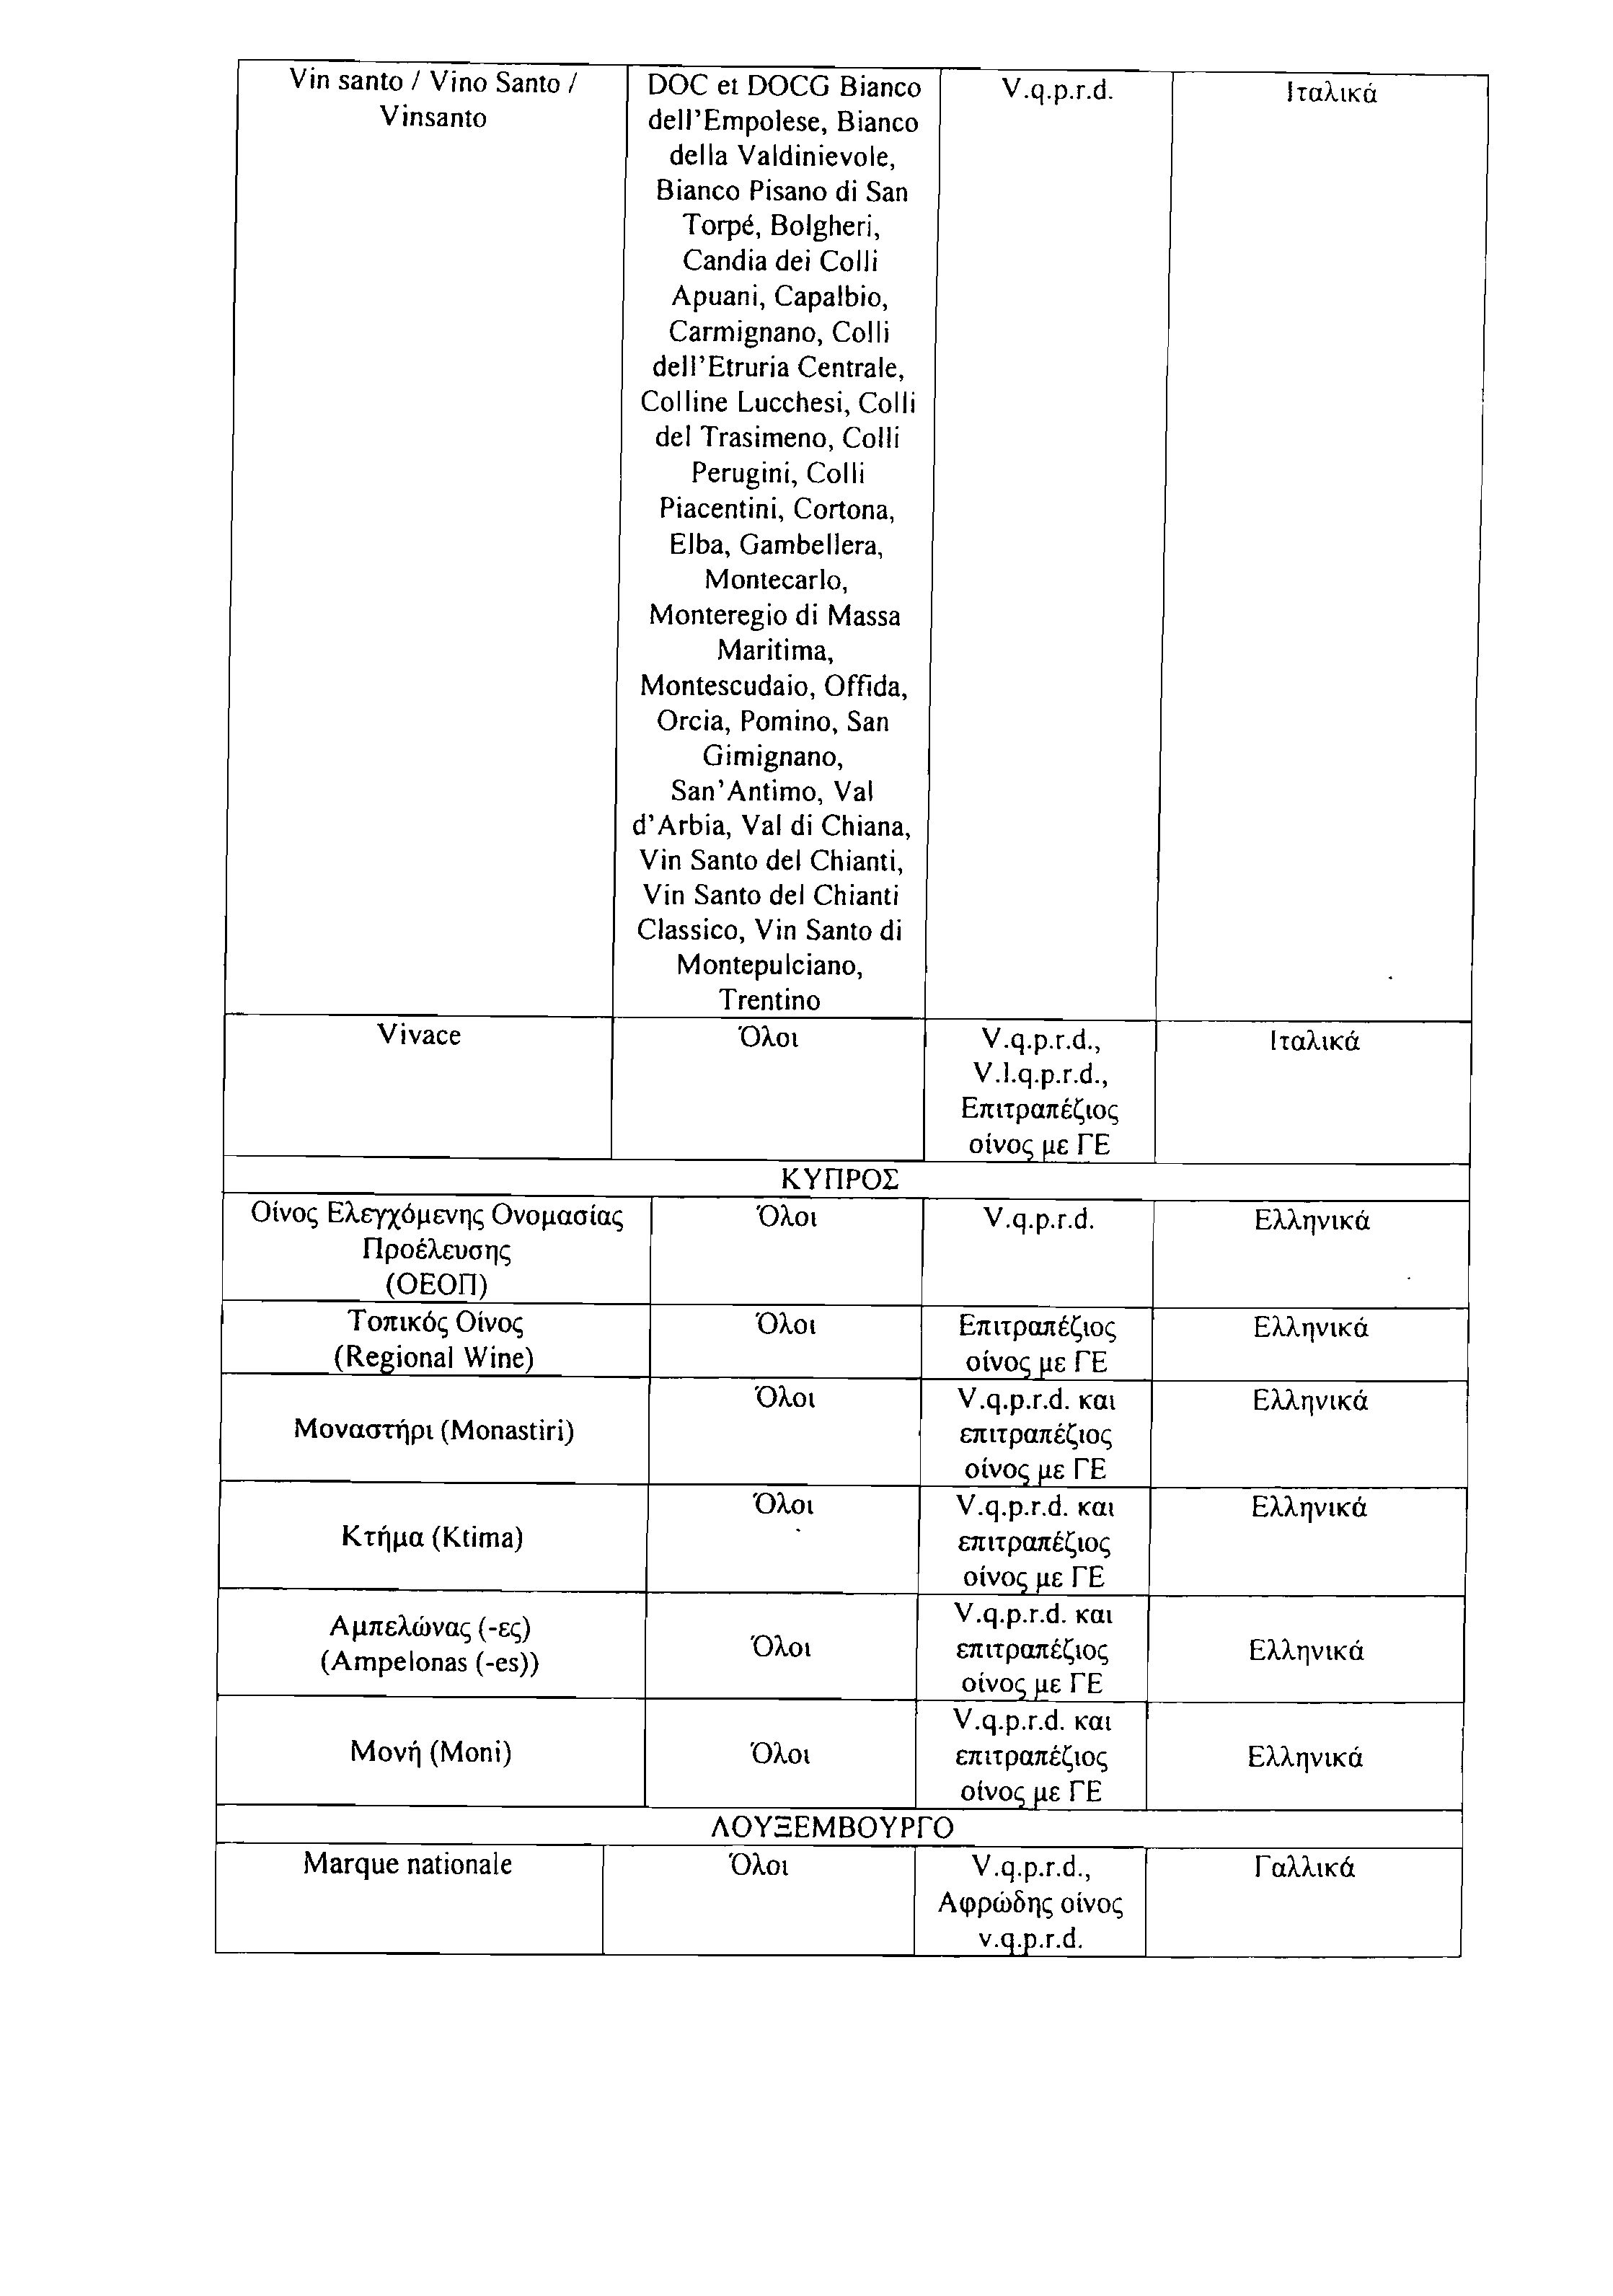 Vin santo / Vino Santo /
Vinsanto
DOC et DOCG Bianco
dell'Empolese, Bianco
della Valdinievole,
Bianco Pisano di San
Torpé, Bolgheri,
Candia dei Colli
Apuani, Capalbio,
Carmignano, Colli
dell'Etruria Centrale,
Colline Lucchesi, Colli
del Trasimeno, Colli
Perugini, Colli
Piacentini, Cortona,
Elba, Gambellera,
Montecarlo,
Monteregio di Massa
Maritima,
Montescudaio, Offida,
Orcia, Pomino, San
Gimignano,
San'Antimo, Val
d'Arbia, Val di Chiana,
Vin Santo del Chianti,
Vin Santo del Chianti
Classico, Vin Santo di
Montepulciano,
Trentino
V.q.p.r.d.
Ιταλικά
Vivace
Όλοι
V.q.p.r.d.,
V.l.q.p.r.d.,
Επιτραπέζιος
οίνος με ΓΕ
Ιταλικά
ΚΥΠΡΟΣ
Οίνος Ελεγχόμενης Ονομασίας
Προέλευσης
(ΟΕΟΠ)
Όλοι
V.q.p.r.d.
Ελληνικά
Τοπικός Οίνος
(Regional Wine)
Όλοι
Επιτραπέζιος
οίνος με ΓΕ
Ελληνικά
Μοναστήρι (Monastiri)
Όλοι
V.q.p.r.d. και
επιτραπέζιος
οίνος με ΓΕ
Ελληνικά
Κτήμα (Ktima)
Όλοι
V.q.p.r.d. και
επιτραπέζιος
οίνος με ΓΕ
Ελληνικά
Αμπελώνας (-ες)
(Ampelonas (-es))
Όλοι
V.q.p.r.d. και
επιτραπέζιος
οίνος με ΓΕ
Ελληνικά
Μονή (Moni)
Όλοι
V.q.p.r.d. και
επιτραπέζιος
οίνος με ΓΕ
Ελληνικά
ΛΟΥΞΕΜΒΟΥΡΓΟ
Marque nationale
Όλοι
V.q.p.r.d.,
Αφρώδης οίνος
v.q.p.r.d.
Γαλλικά